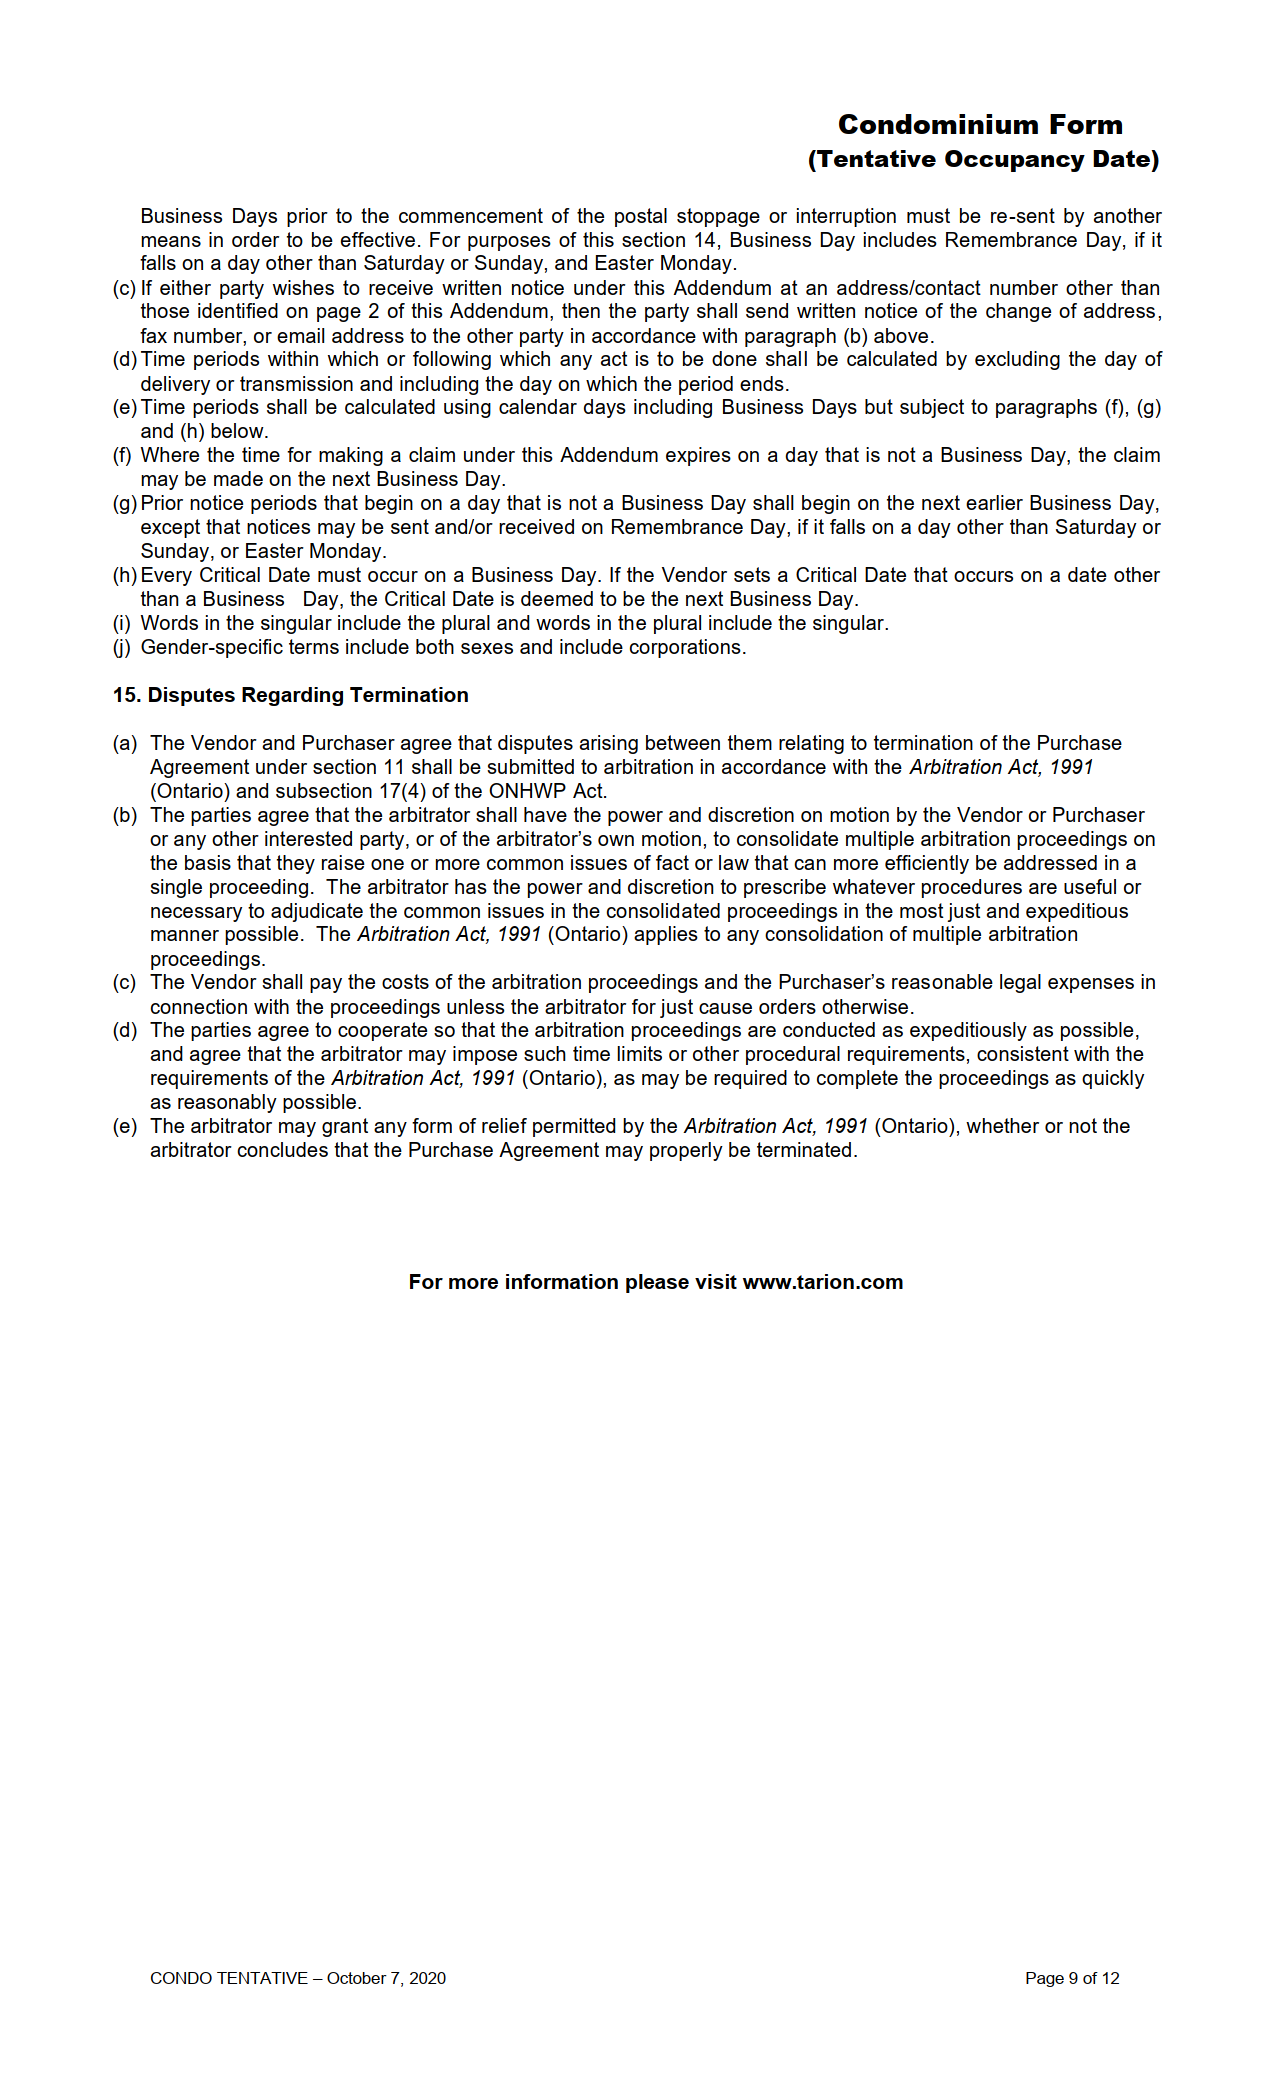 Condominium Form
(Tentative Occupancy Date)
Business Days prior to the commencement of the postal stoppage or interruption must be re-sent by another
means in order to be effective. For purposes of this section 14, Business Day includes Remembrance Day, if it
falls on a day other than Saturday or Sunday, and Easter Monday.
(c) If either party wishes to receive written notice under this Addendum at an address/contact number other than
those identified on page 2 of this Addendum, then the party shall send written notice of the change of address,
fax number, or email address to the other party in accordance with paragraph (b) above.
(d) Time periods within which or following which any act is to be done shall be calculated by excluding the day of
delivery or transmission and including the day on which the period ends.
(e) Time periods shall be calculated using calendar days including Business Days but subject to paragraphs (f), (g)
and (h) below.
(f) Where the time for making a claim under this Addendum expires on a day that is not a Business Day, the claim
may be made on the next Business Day.
(g) Prior notice periods that begin on a day that is not a Business Day shall begin on the next earlier Business Day,
except that notices may be sent and/or received on Remembrance Day, if it falls on a day other than Saturday or
Sunday, or Easter Monday.
(h) Every Critical Date must occur on a Business Day. If the Vendor sets a Critical Date that occurs on a date other
than a Business Day, the Critical Date is deemed to be the next Business Day.
(i) Words in the singular include the plural and words in the plural include the singular.
(j) Gender-specific terms include both sexes and include corporations.
15. Disputes Regarding Termination
(a) The Vendor and Purchaser agree that disputes arising between them relating to termination of the Purchase
Agreement under section 11 shall be submitted to arbitration in accordance with the Arbitration Act, 1991
(Ontario) and subsection 17(4) of the ONHWP Act.
(b) The parties agree that the arbitrator shall have the power and discretion on motion by the Vendor or Purchaser
or any other interested party, or of the arbitrator’s own motion, to consolidate multiple arbitration proceedings on
the basis that they raise one or more common issues of fact or law that can more efficiently be addressed in a
single proceeding. The arbitrator has the power and discretion to prescribe whatever procedures are useful or
necessary to adjudicate the common issues in the consolidated proceedings in the most just and expeditious
manner possible. The Arbitration Act, 1991 (Ontario) applies to any consolidation of multiple arbitration
proceedings.
(c) The Vendor shall pay the costs of the arbitration proceedings and the Purchaser’s reasonable legal expenses in
connection with the proceedings unless the arbitrator for just cause orders otherwise.
(d) The parties agree to cooperate so that the arbitration proceedings are conducted as expeditiously as possible,
and agree that the arbitrator may impose such time limits or other procedural requirements, consistent with the
requirements of the Arbitration Act, 1991 (Ontario), as may be required to complete the proceedings as quickly
as reasonably possible.
(e) The arbitrator may grant any form of relief permitted by the Arbitration Act, 1991 (Ontario), whether or not the
arbitrator concludes that the Purchase Agreement may properly be terminated.
For more information please visit www.tarion.com
CONDO TENTATIVE – October 7, 2020 Page 9 of 12